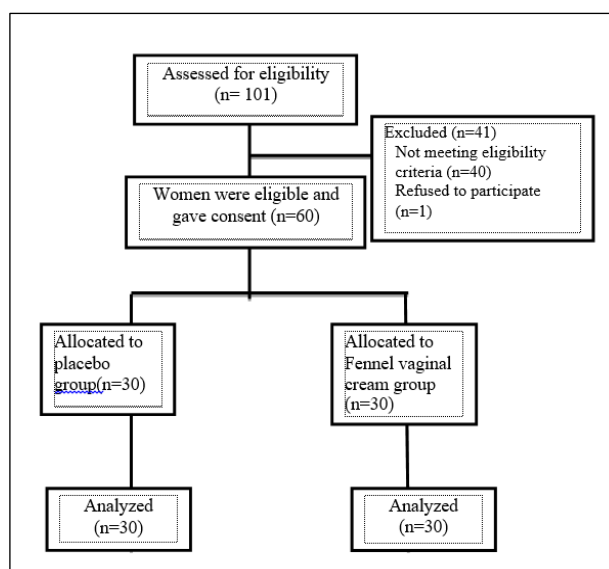 Assessed for eligibility
(n= 101)
Excluded (n=41)
Not meeting eligibility
criteria (n=40)
Refused to participate
(n=1)
Women were eligible and
gave consent (n=60)
Allocated to
placebo
group(n=30)
Allocated to
Fennel vaginal
cream group
(n=30)
Analyzed
(n=30)
Analyzed
(n=30)